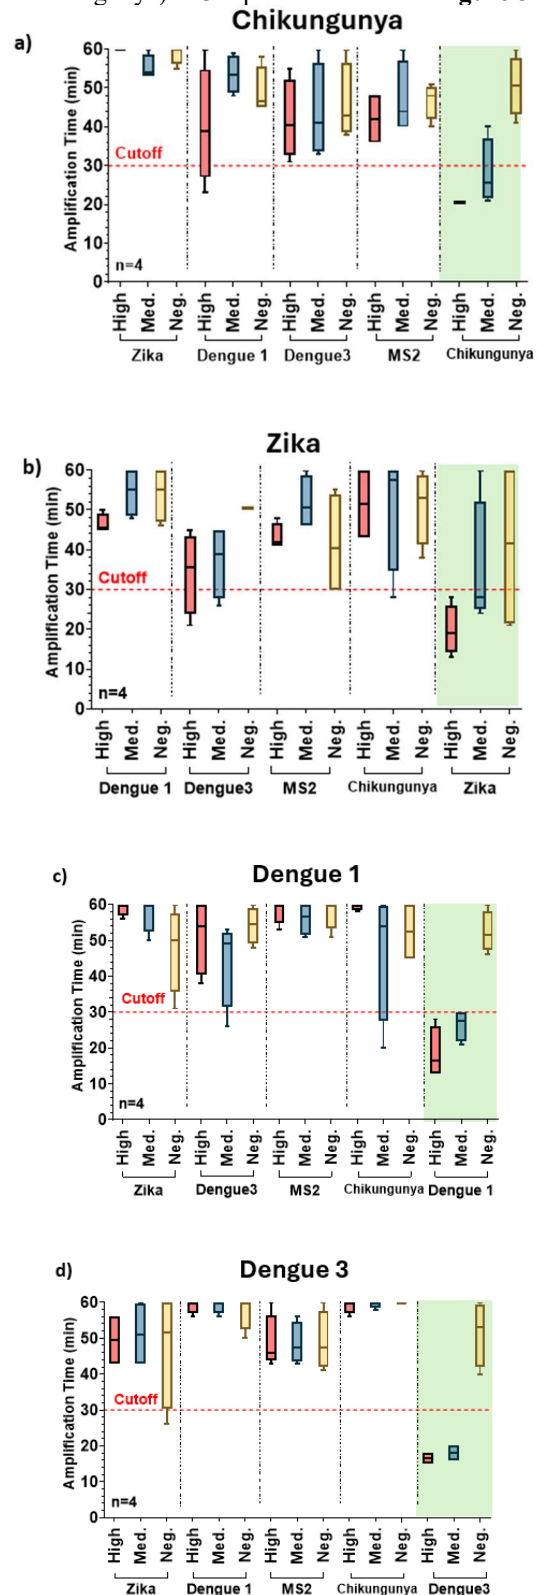 Chikungunya
a)
60
50
40
30
20
10
0
Amplification Time (min)
Cutoff
n=4
High Med. Neg. High Med. Neg. High Med. Neg. High Med. Neg. High Med. Neg.
Zika Dengue 1 Dengue3 MS2 Chikungunya
Zika
b)
60
50
40
30
20
10
0
Amplification Time (min)
Cutoff
n=4
High Med. Neg. High Med. Neg. High Med. Neg. High Med. Neg. High Med. Neg.
Dengue 1 Dengue3 MS2 Chikungunya Zika
Dengue 1
c)
60
50
40
30
20
10
0
Amplification Time (min)
Cutoff
n=4
High Med. Neg. High Med. Neg. High Med. Neg. High Med. Neg. High Med. Neg.
Zika Dengue3 MS2 Chikungunya Dengue 1
Dengue 3
d)
60
50
40
30
20
10
0
Amplification Time (min)
Cutoff
n=4
High Med. Neg. High Med. Neg. High Med. Neg. High Med. Neg. High Med. Neg.
Zika Dengue 1 MS2 Chikungunya Dengue3